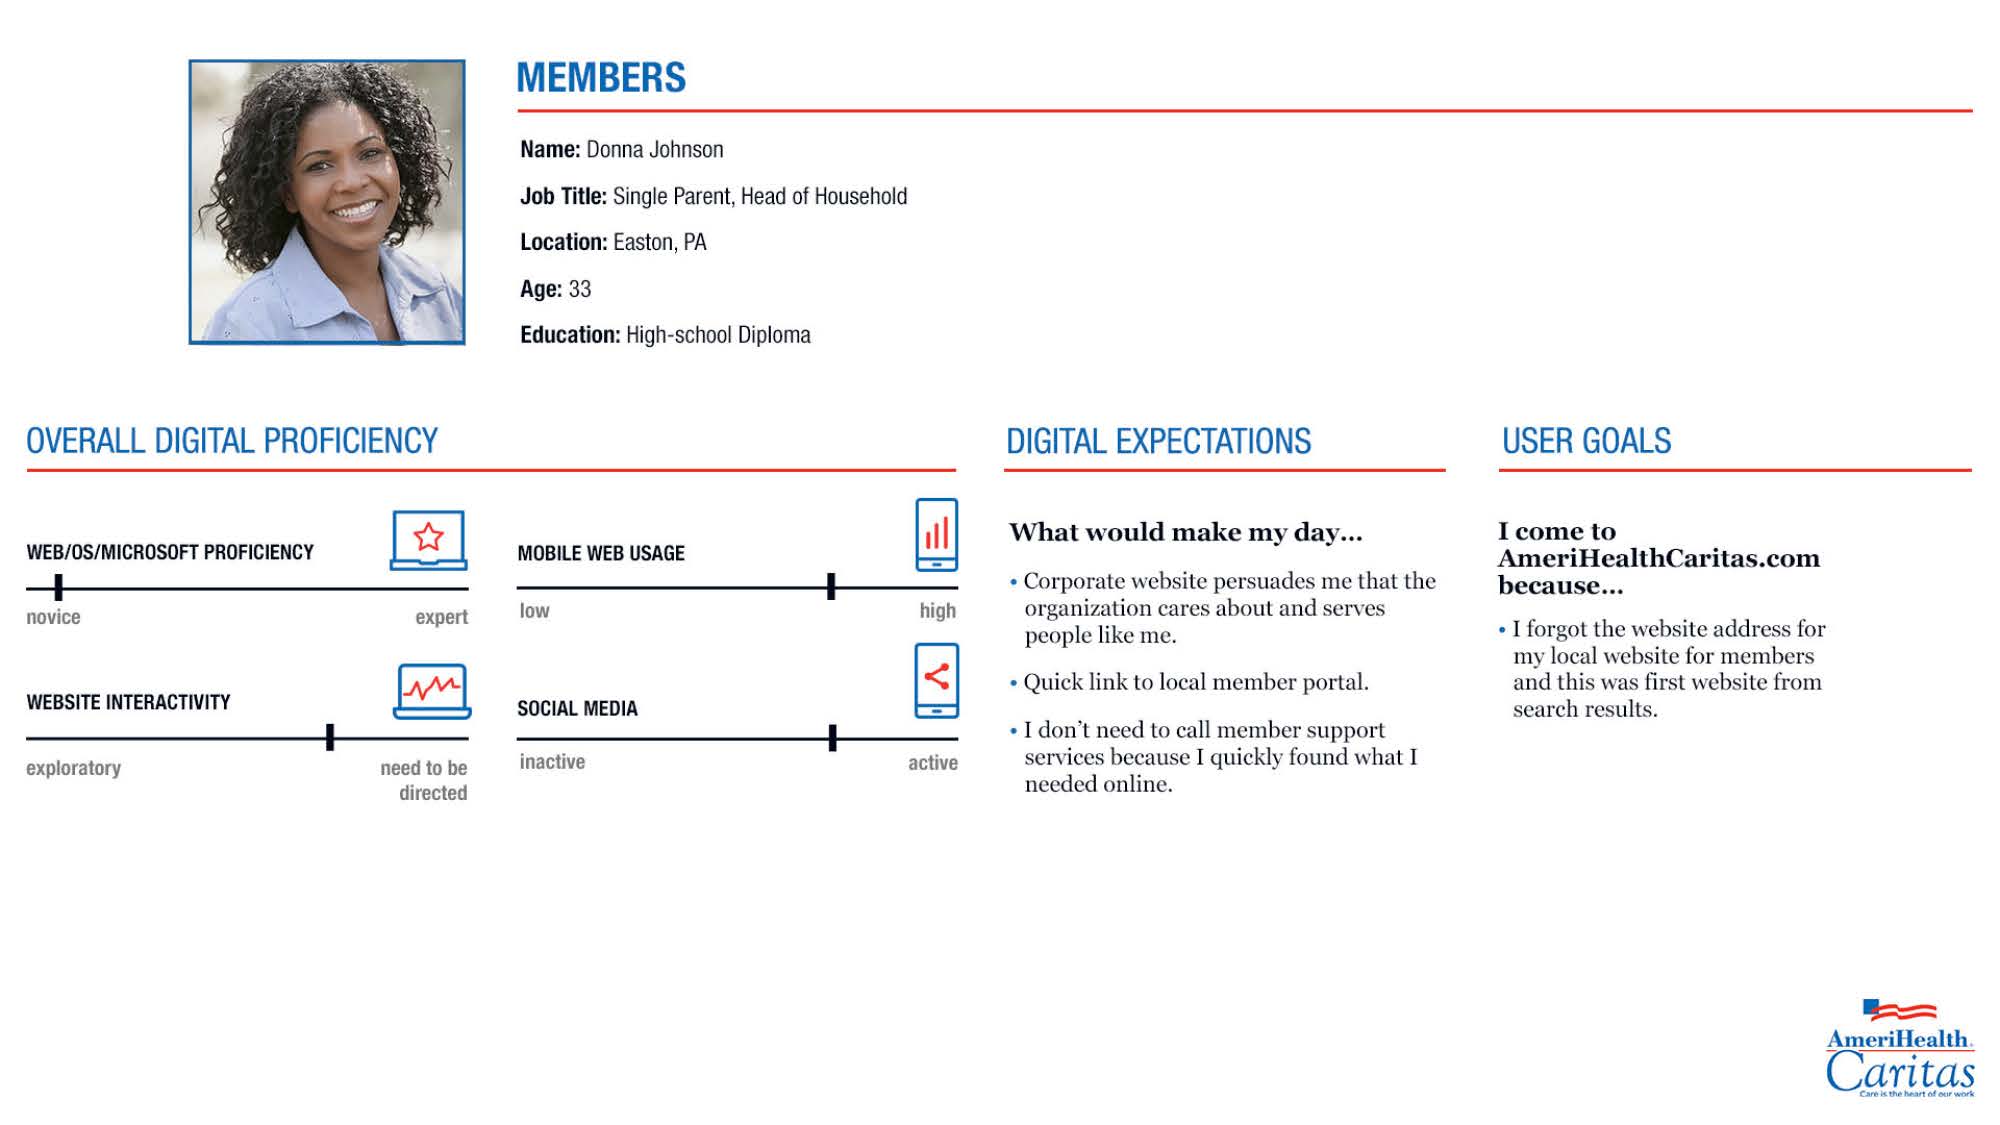 MEMBERS
Name: Donna Johnson
Job Title: Single Parent, Head of Household
Location: Easton, PA
Age: 33
Education: High-school Diploma
OVERALL DIGITAL PROFICIENCY
WEB/OS/MICROSOFT PROFICIENCY
novice
expert
MOBILE WEB USAGE
low
high
WEBSITE INTERACTIVITY
exploratory
need to be
directed
SOCIAL MEDIA
inactive
active
DIGITAL EXPECTATIONS
What would make my day...
• Corporate website persuades me that the
organization cares about and serves
people like me.
• Quick link to local member portal.
• I don’t need to call member support
services because I quickly found what I
needed online.
USER GOALS
I come to
AmeriHealthCaritas.com
because...
• I forgot the website address for
my local website for members
and this was first website from
search results.
AmeriHealth
Caritas
Care is the heart of our work